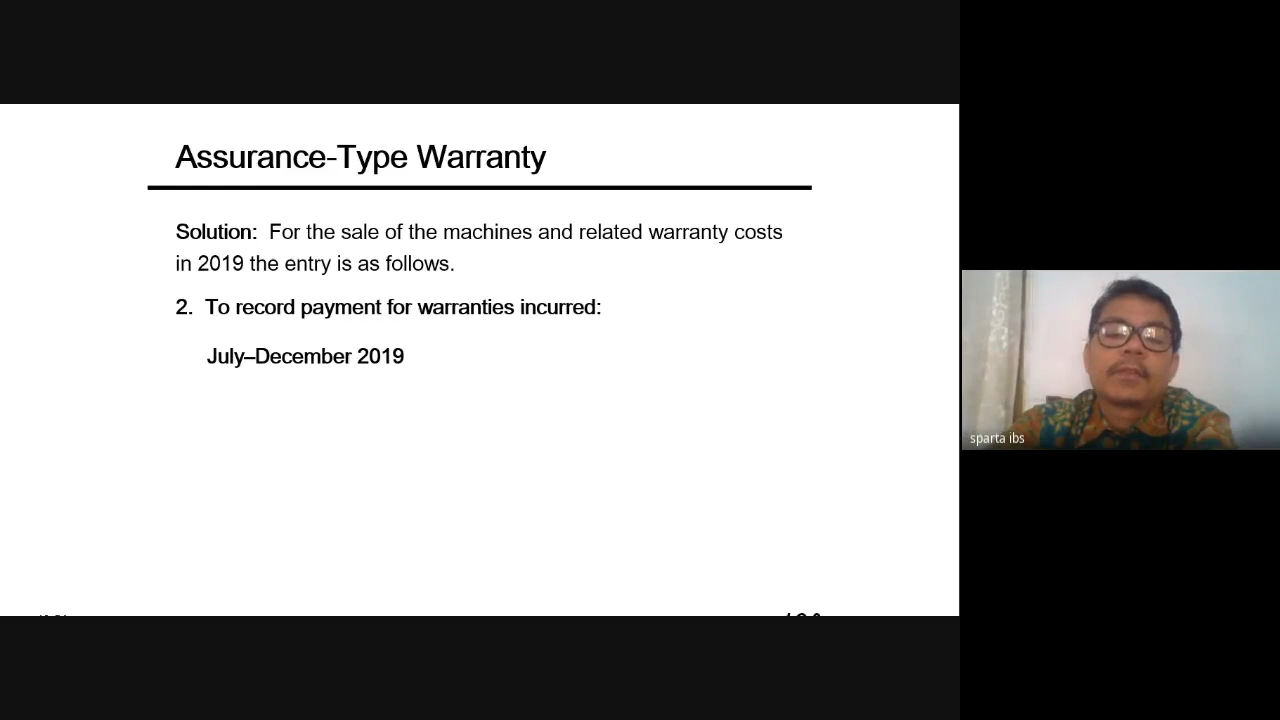 Assurance-Type Warranty
Solution: For the sale of the machines and related warranty costs
in 2019 the entry is as follows.
2. To record payment for warranties incurred:
July–December 2019
sparta ibs